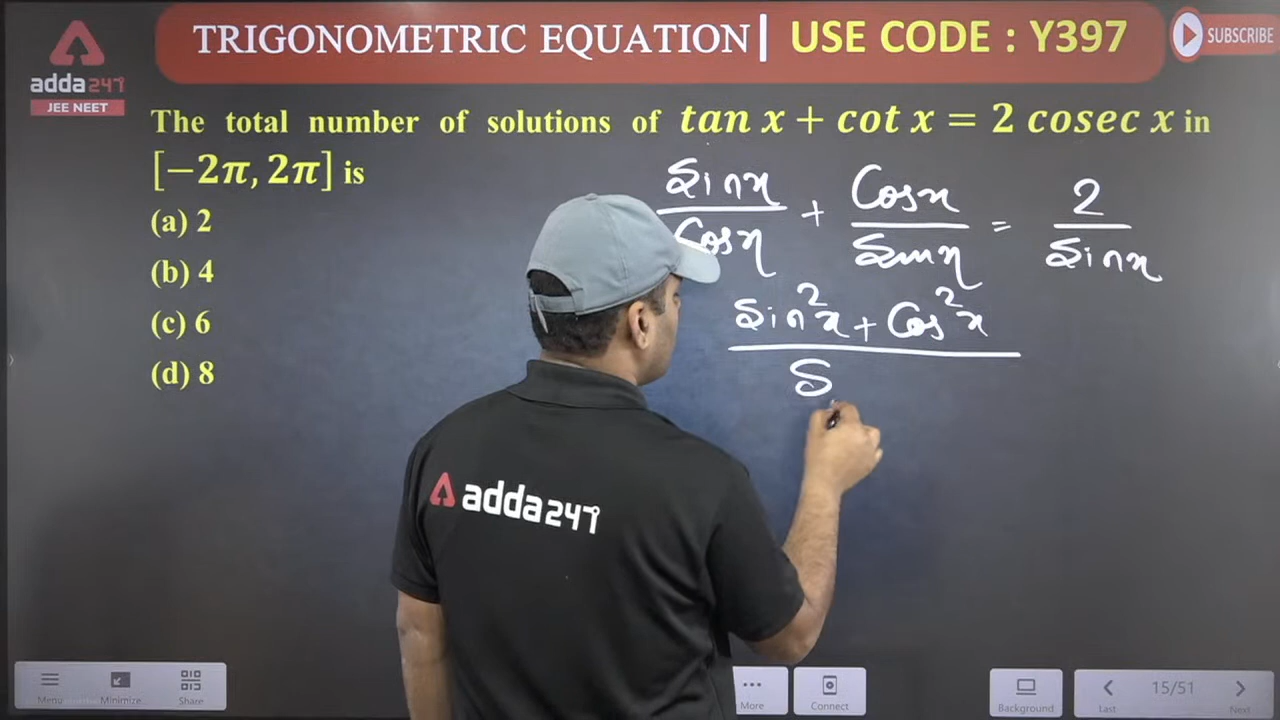 TRIGONOMETRIC EQUATION| USE CODE : Y397
SUBSCRIBE
adda247
JEE NEET
The total number of solutions of tan x + cot x = 2 cosec x in
[−2π, 2π] is
(a) 2
(b) 4
(c) 6
(d) 8
Sinx/Cosx + Cosx/Sinx = 2/Sinx
Sin²x + Cos²x
S
adda247
Menu
Minimize
Share
More
Connect
Background
Last
15/51
Next